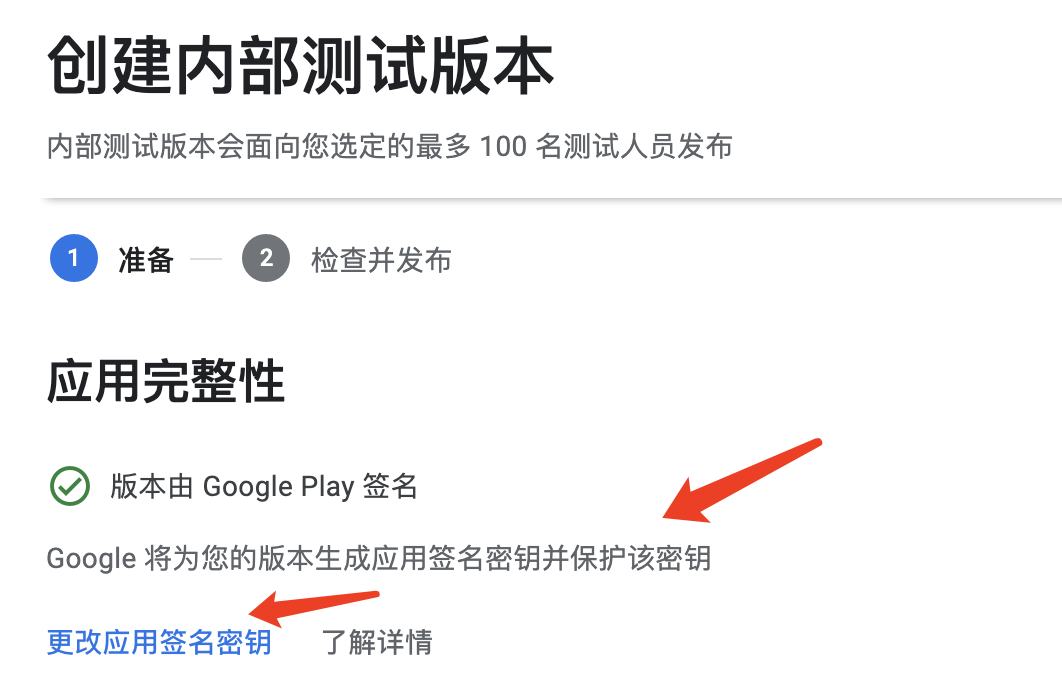 创建内部测试版本
内部测试版本会面向您选定的最多 100 名测试人员发布
1 准备 2 检查并发布
应用完整性
版本由 Google Play 签名
Google 将为您的版本生成应用签名密钥并保护该密钥
更改应用签名密钥 了解详情